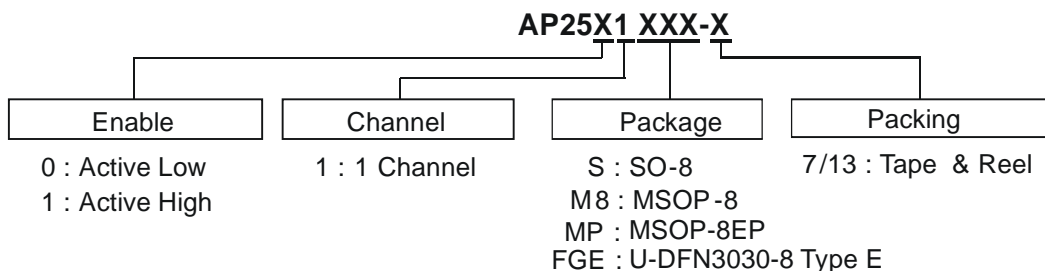 AP25X1 XXX-X
Enable
Channel
Package
Packing
0 : Active Low
1 : Active High
1 : 1 Channel
S : SO-8
M8 : MSOP-8
MP : MSOP-8EP
FGE : U-DFN3030-8 Type E
7/13 : Tape & Reel